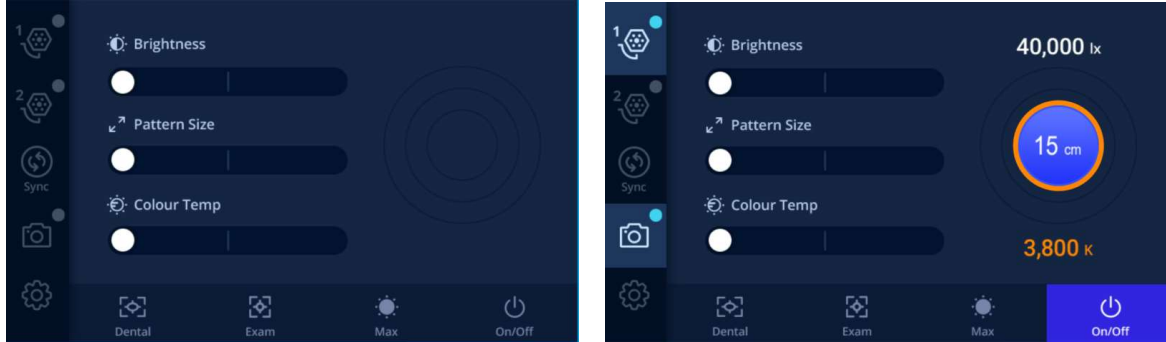 1
Brightness
2
Pattern Size
Sync
Colour Temp
Dental
Exam
Max
On/Off
1
Brightness
40,000 lx
2
Pattern Size
15 cm
Sync
Colour Temp
3,800 K
Dental
Exam
Max
On/Off